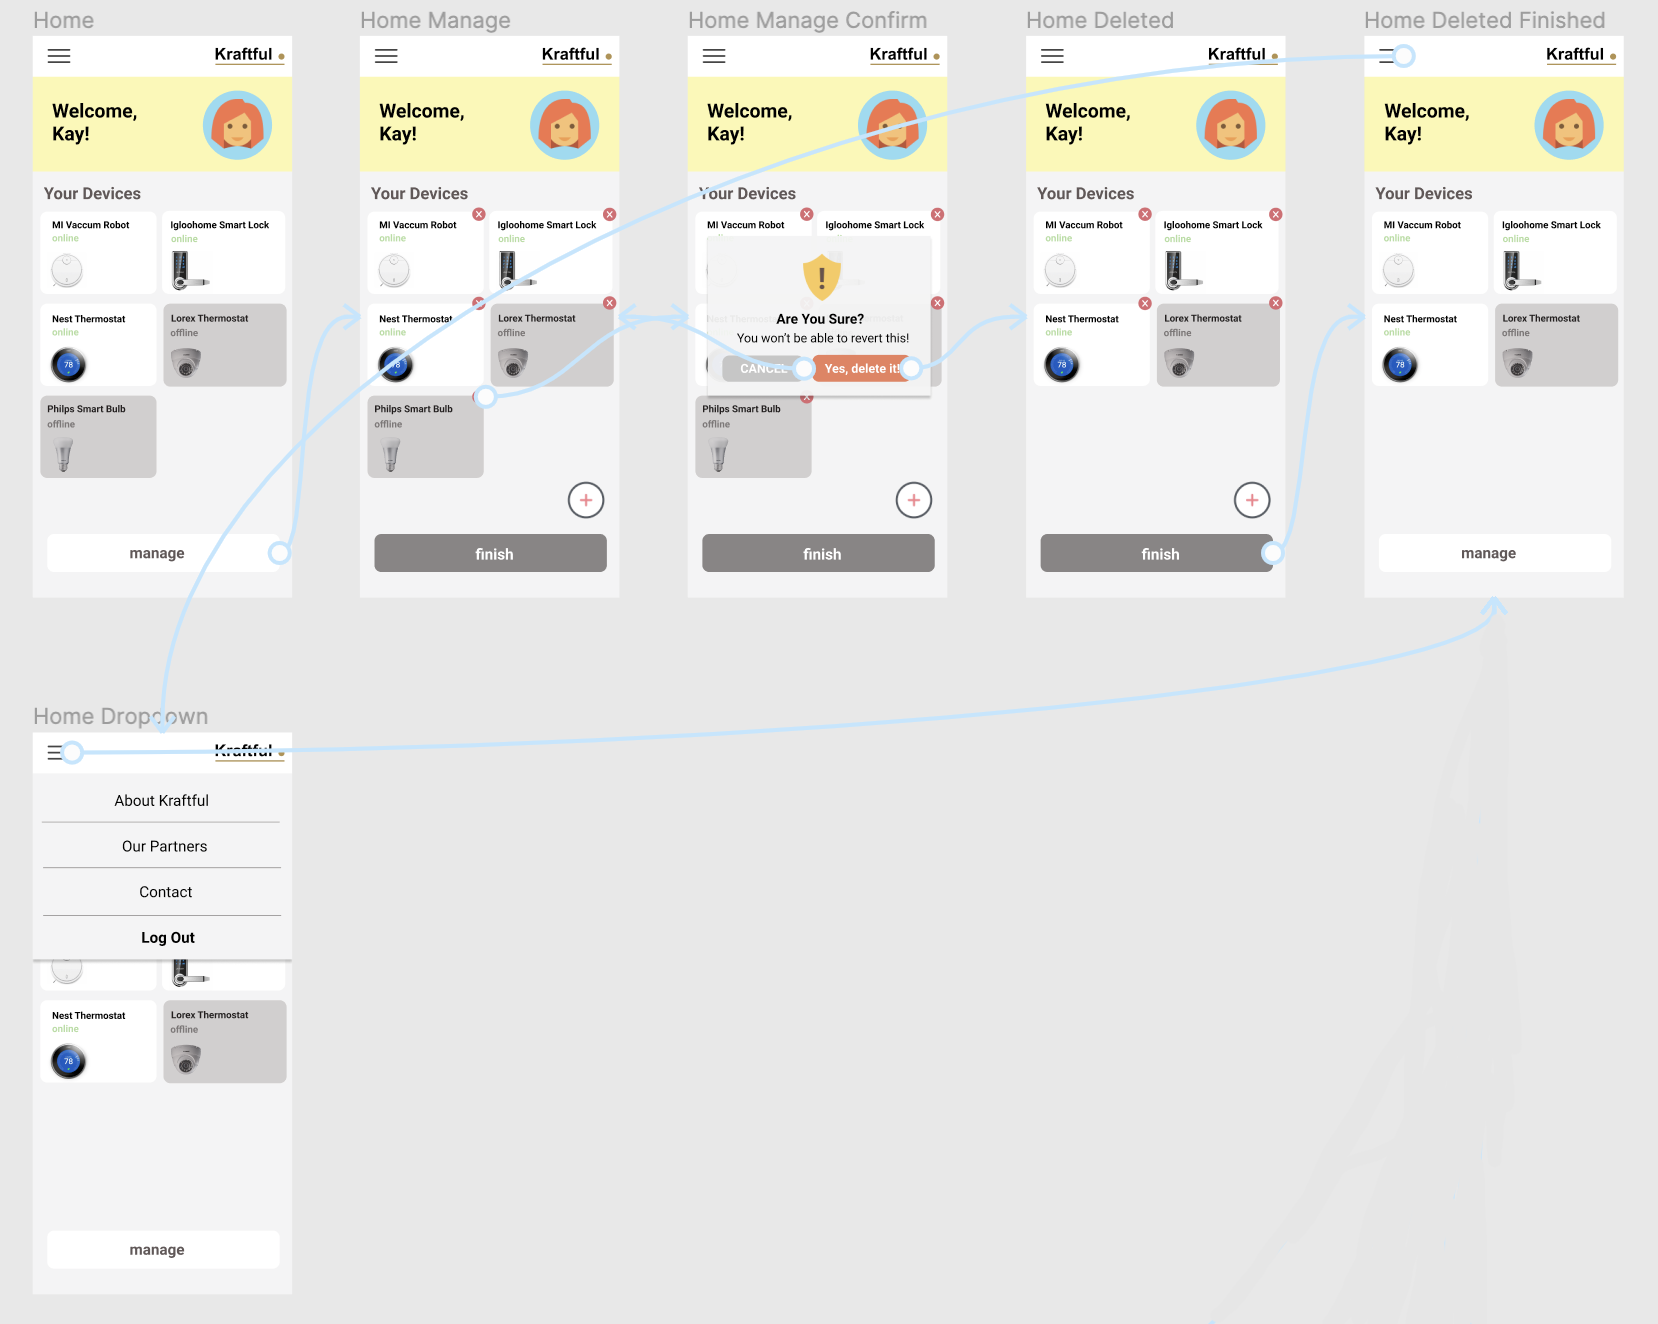 Home
Kraftful
Welcome,
Kay!
Your Devices
MI Vaccum Robot
online
Igloohome Smart Lock
online
Nest Thermostat
online
78
Lorex Thermostat
offline
Philps Smart Bulb
offline
manage
Home Manage
Kraftful
Welcome,
Kay!
Your Devices
MI Vaccum Robot
online
Igloohome Smart Lock
online
Nest Thermostat
online
78
Lorex Thermostat
offline
Philps Smart Bulb
offline
finish
Home Manage Confirm
Kraftful
Welcome,
Kay!
Your Devices
MI Vaccum Robot
Igloohome Smart Lock
Are You Sure?
You won't be able to revert this!
CANCEL
Yes, delete it!
Philps Smart Bulb
offline
finish
Home Deleted
Kraftful
Welcome,
Kay!
Your Devices
MI Vaccum Robot
online
Igloohome Smart Lock
online
Nest Thermostat
online
78
Lorex Thermostat
offline
finish
Home Deleted Finished
Kraftful
Welcome,
Kay!
Your Devices
MI Vaccum Robot
online
Igloohome Smart Lock
online
Nest Thermostat
online
78
Lorex Thermostat
offline
manage
Home Dropdown
Kraftful
About Kraftful
Our Partners
Contact
Log Out
Nest Thermostat
online
78
Lorex Thermostat
offline
manage